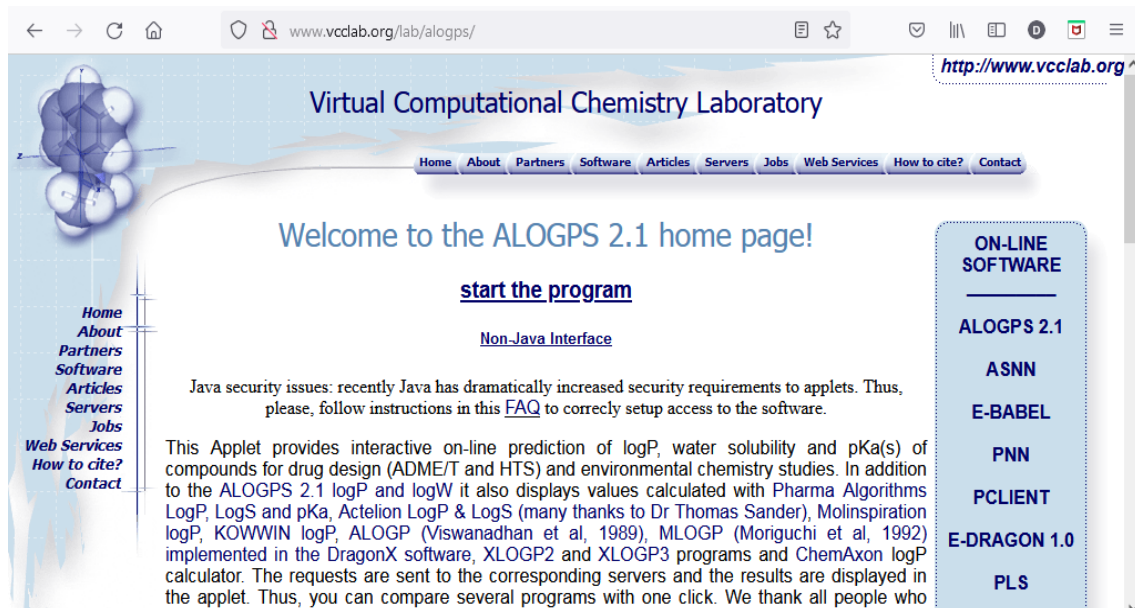 www.vcclab.org/lab/alogps/
D
http://www.vcclab.org
Virtual Computational Chemistry Laboratory
Home About Partners Software Articles Servers Jobs Web Services How to cite? Contact
y
z
x
Home
About
Partners
Software
Articles
Servers
Jobs
Web Services
How to cite?
Contact
Welcome to the ALOGPS 2.1 home page!
start the program
Non-Java Interface
Java security issues: recently Java has dramatically increased security requirements to applets. Thus,
please, follow instructions in this FAQ to correcly setup access to the software.
This Applet provides interactive on-line prediction of logP, water solubility and pKa(s) of
compounds for drug design (ADME/T and HTS) and environmental chemistry studies. In addition
to the ALOGPS 2.1 logP and logW it also displays values calculated with Pharma Algorithms
LogP, LogS and pKa, Actelion LogP & LogS (many thanks to Dr Thomas Sander), Molinspiration
logP, KOWWIN logP, ALOGP (Viswanadhan et al, 1989), MLOGP (Moriguchi et al, 1992)
implemented in the DragonX software, XLOGP2 and XLOGP3 programs and ChemAxon logP
calculator. The requests are sent to the corresponding servers and the results are displayed in
the applet. Thus, you can compare several programs with one click. We thank all people who
ON-LINE
SOFTWARE
ALOGPS 2.1
ASNN
E-BABEL
PNN
PCLIENT
E-DRAGON 1.0
PLS